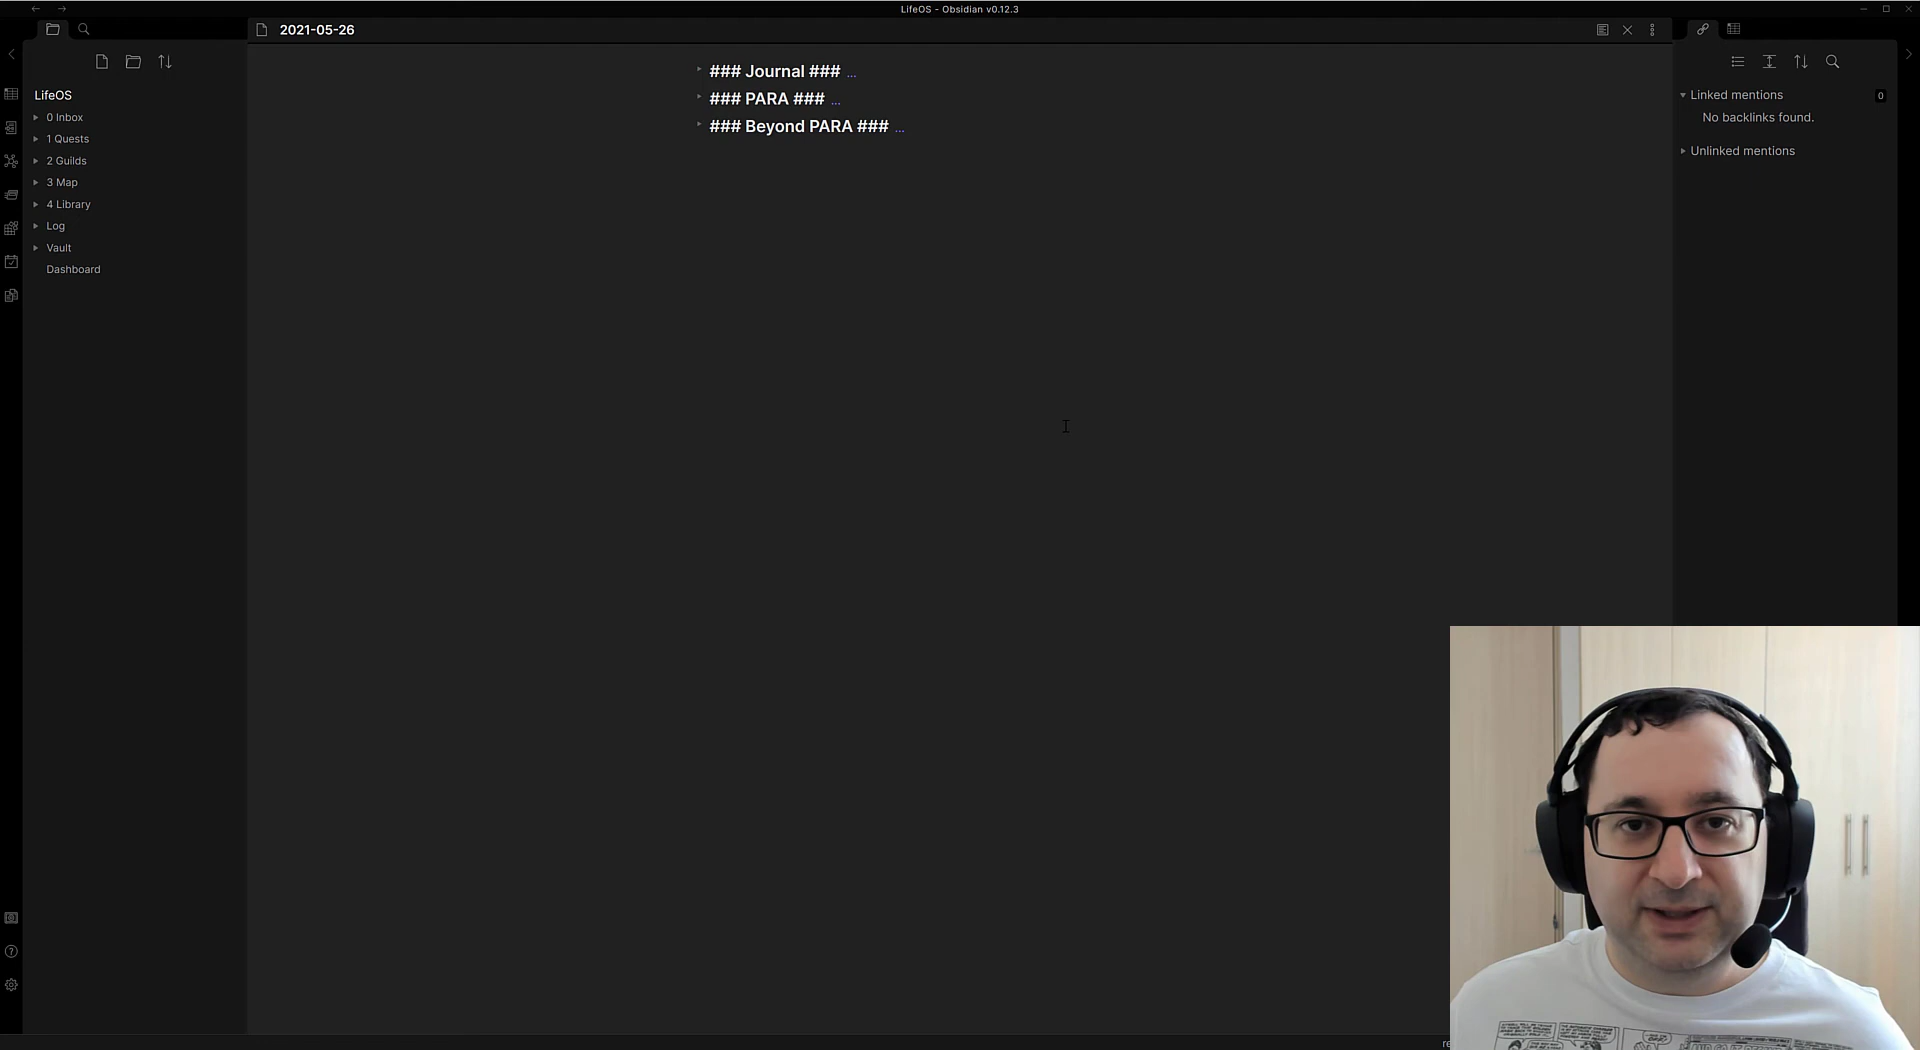 LifeOS - Obsidian v0.12.3
2021-05-26
LifeOS
0 Inbox
1 Quests
2 Guilds
3 Map
4 Library
Log
Vault
Dashboard
### Journal ### ...
### PARA ### ...
### Beyond PARA ### ...
Linked mentions
0
No backlinks found.
Unlinked mentions